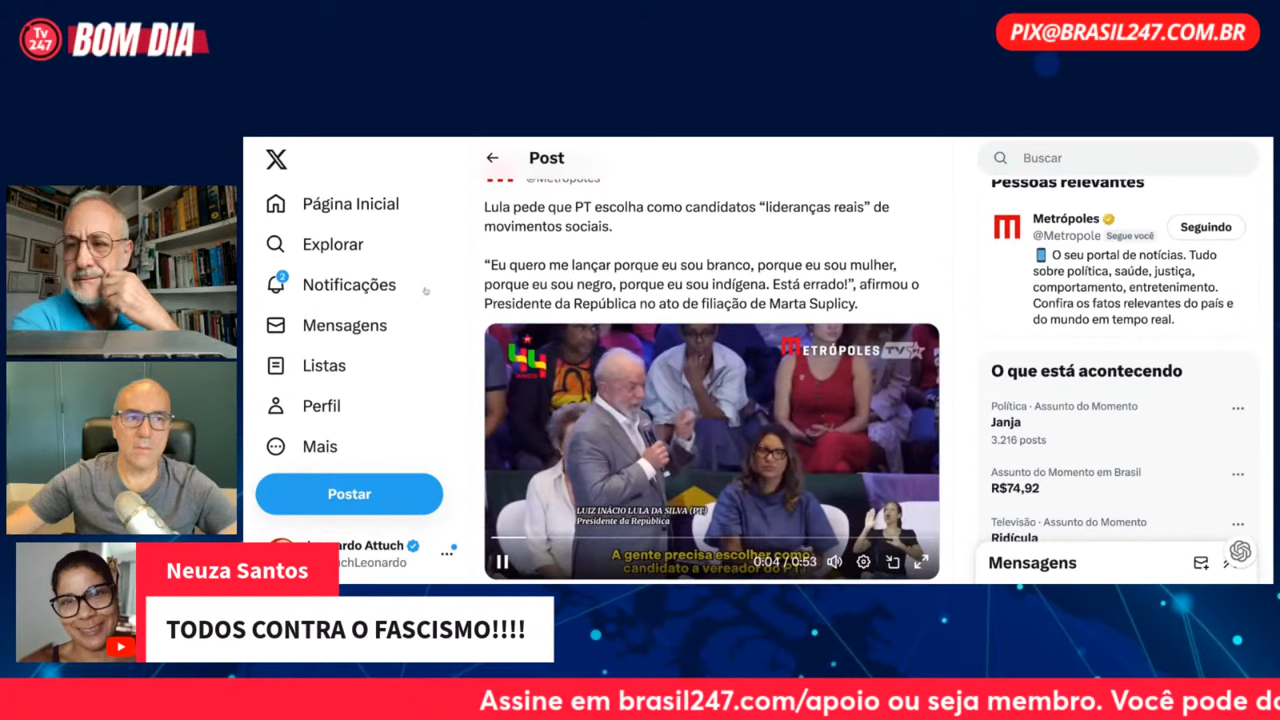 Tv 247 BOM DIA
PIX@BRASIL247.COM.BR
Página Inicial
Explorar
2
Notificações
Mensagens
Listas
Perfil
Mais
Postar
Attuch
Leonardo
Post
@Metropoles
Lula pede que PT escolha como candidatos “lideranças reais” de
movimentos sociais.
“Eu quero me lançar porque eu sou branco, porque eu sou mulher,
porque eu sou negro, porque eu sou indígena. Está errado!”, afirmou o
Presidente da República no ato de filiação de Marta Suplicy.
METRÓPOLES TV
44
LUIZ INÁCIO LULA DA SILVA (PT)
Presidente da República
A gente precisa escolher como
candidato a vereador do PT
0:04 / 0:53
Buscar
Pessoas relevantes
Metrópoles
@Metropole Segue você
Seguindo
O seu portal de notícias. Tudo
sobre política, saúde, justiça,
comportamento, entretenimento.
Confira os fatos relevantes do país e
do mundo em tempo real.
O que está acontecendo
Política · Assunto do Momento
Janja
3.216 posts
Assunto do Momento em Brasil
R$74,92
Televisão · Assunto do Momento
Ridícula
Mensagens
Neuza Santos
TODOS CONTRA O FASCISMO!!!!
Assine em brasil247.com/apoio ou seja membro. Você pode